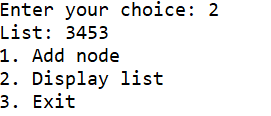 Enter your choice: 2
List: 3453
1. Add node
2. Display list
3. Exit